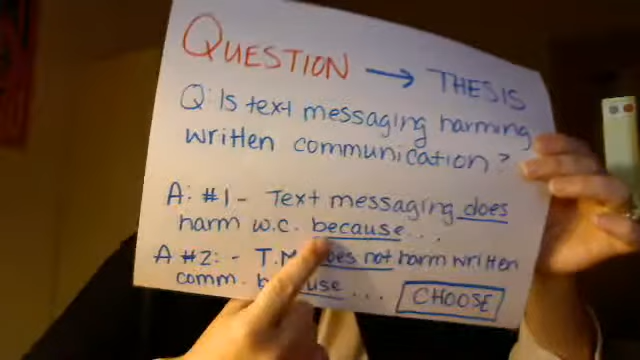 QUESTION → THESIS
Q: Is text messaging harming
written communication?
A: #1 - Text messaging does
harm w.c. because...
A #2: - T.M does not harm written
comm. because ... CHOOSE